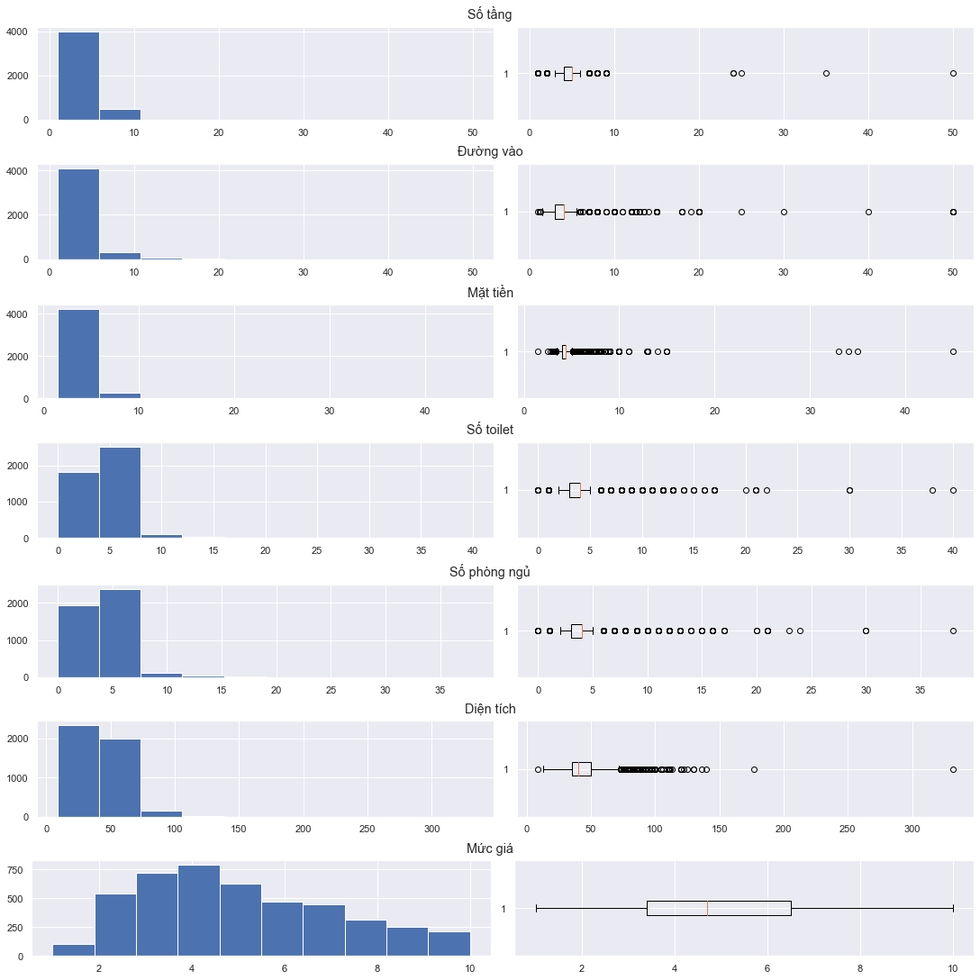 Số tầng
4000
2000
0
0 10 20 30 40 50
1
0 10 20 30 40 50
Đường vào
4000
2000
0
0 10 20 30 40 50
1
0 10 20 30 40 50
Mặt tiền
4000
2000
0
0 10 20 30 40
1
0 10 20 30 40
Số toilet
2000
1000
0
0 5 10 15 20 25 30 35 40
1
0 5 10 15 20 25 30 35 40
Số phòng ngủ
2000
1000
0
0 5 10 15 20 25 30 35
1
0 5 10 15 20 25 30 35
Diện tích
2000
1000
0
0 50 100 150 200 250 300
1
0 50 100 150 200 250 300
Mức giá
750
500
250
0
2 4 6 8 10
1
2 4 6 8 10